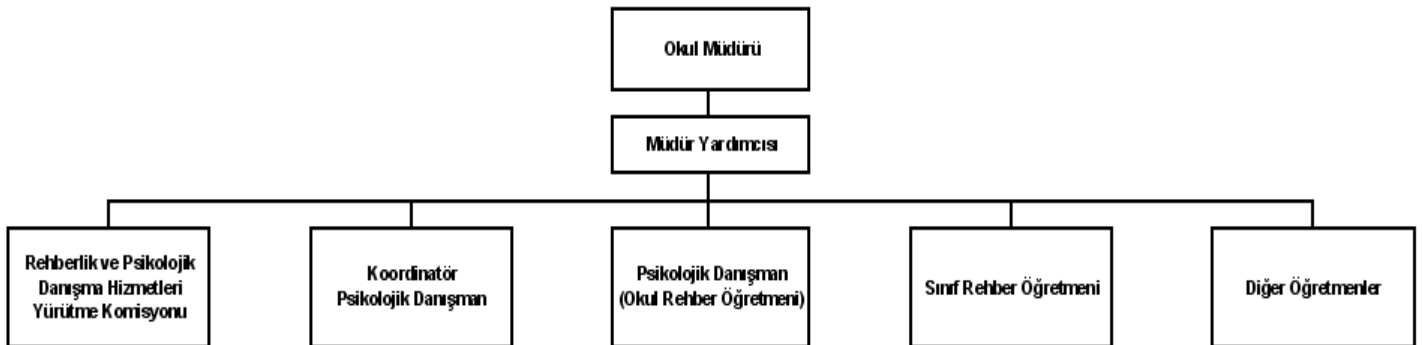 Okul Müdürü
Müdür Yardımcısı
Rehberlik ve Psikolojik
Danışma Hizmetleri
Yürütme Komisyonu
Koordinatör
Psikolojik Danışman
Psikolojik Danışman
(Okul Rehber Öğretmeni)
Sınıf Rehber Öğretmeni
Diğer Öğretmenler